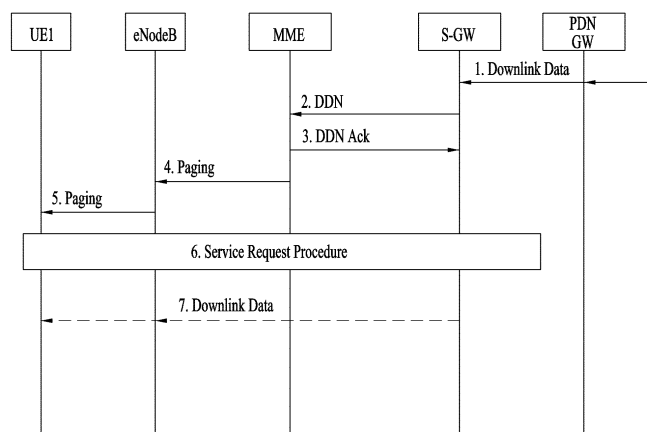 UE1
eNodeB
MME
S-GW
PDN
GW
1. Downlink Data
2. DDN
3. DDN Ack
4. Paging
5. Paging
6. Service Request Procedure
7. Downlink Data